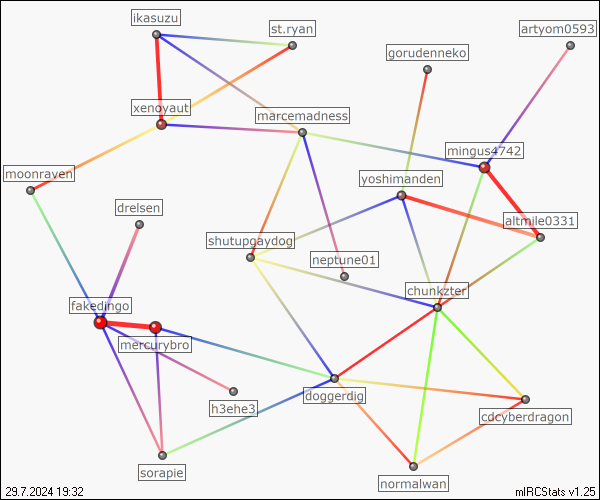 ikasuzu
st.ryan
artyom0593
gorudenneko
xenoyaut
marcemadness
mingus4742
moonraven
yoshimanden
drelsen
altmile0331
shutupgaydog
neptune01
chunkzter
fakedingo
mercurybro
doggerdig
h3ehe3
cdcyberdragon
sorapie
normalwan
29.7.2024 19:32
mIRCStats v1.25